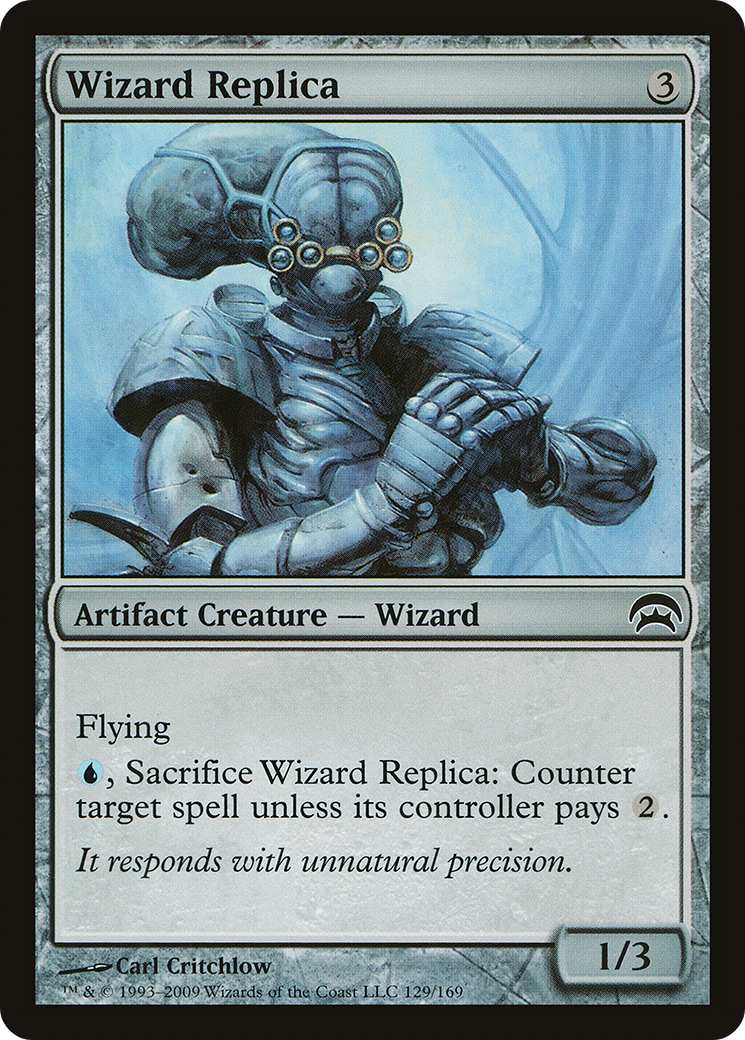 Wizard Replica 3
Artifact Creature — Wizard
Flying
, Sacrifice Wizard Replica: Counter
target spell unless its controller pays 2.
It responds with unnatural precision.
1/3
Carl Critchlow
™ & © 1993–2009 Wizards of the Coast LLC 129/169